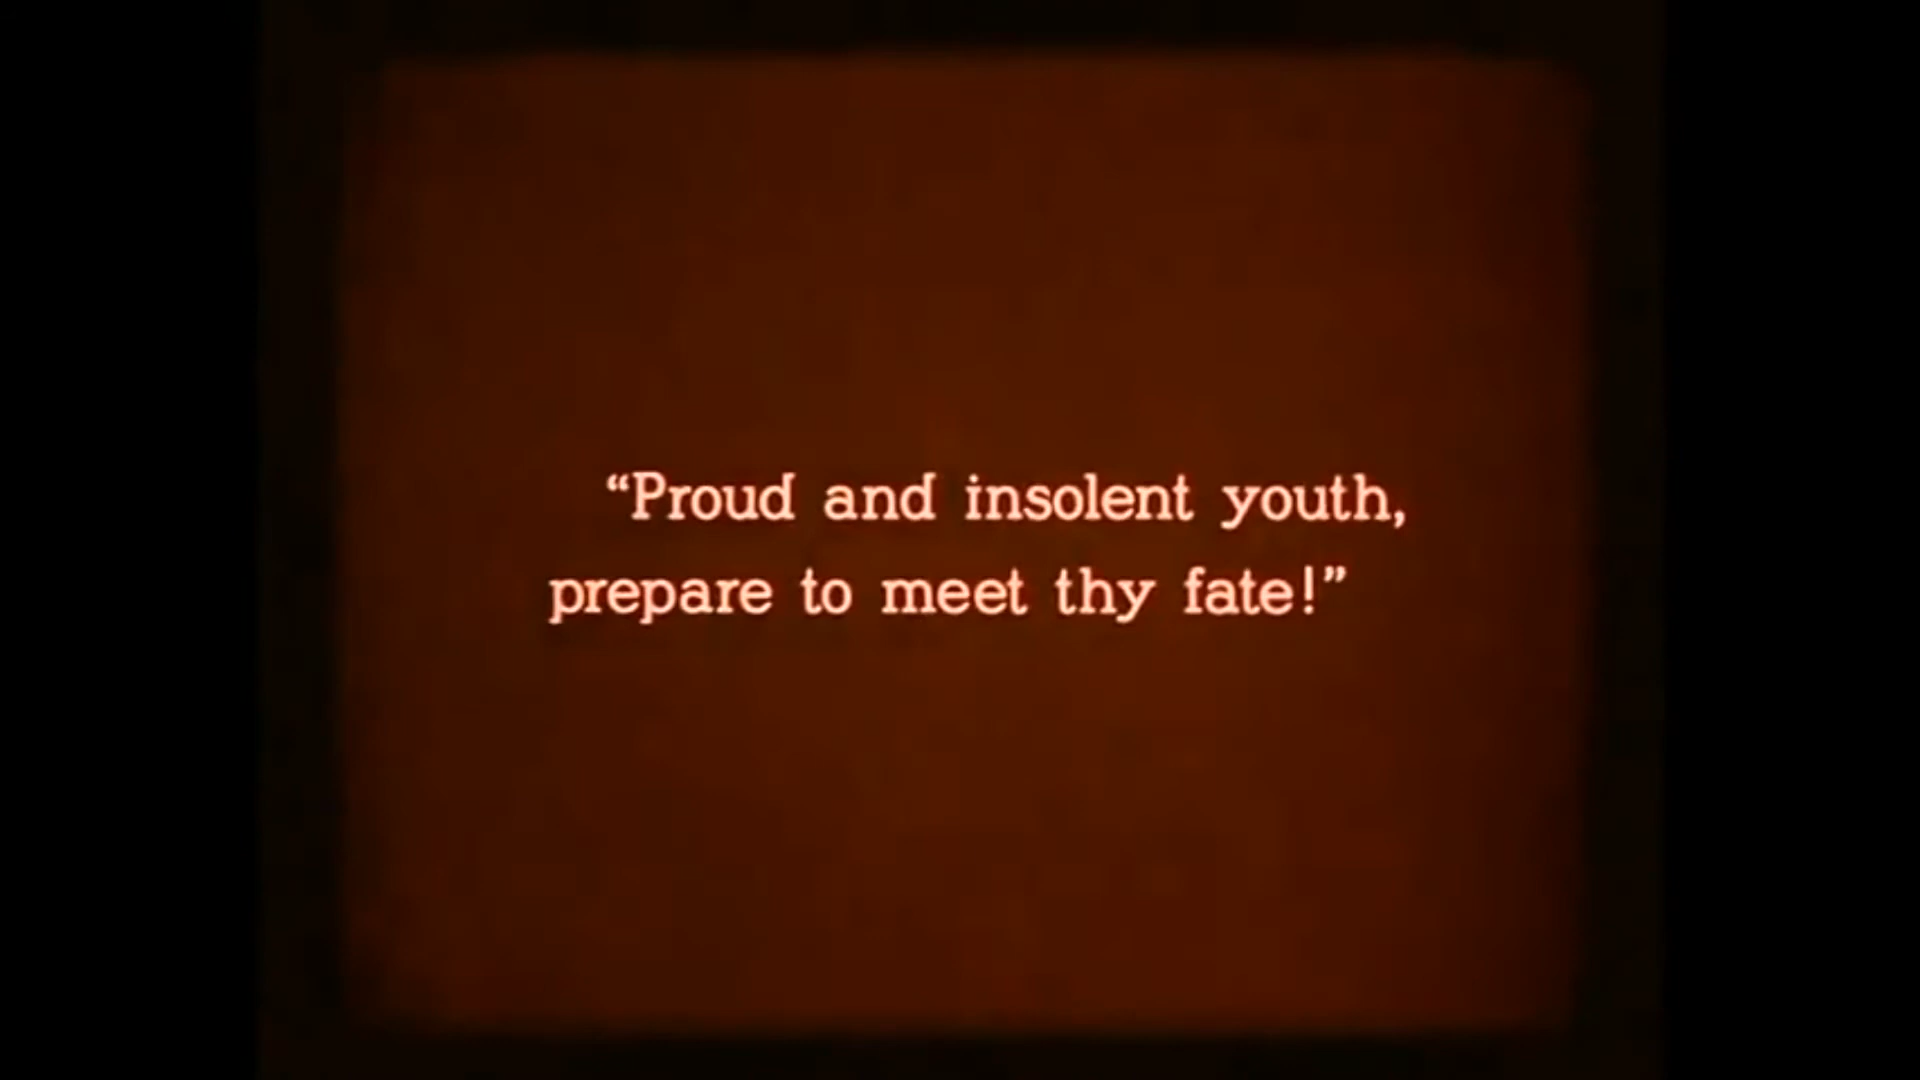 “Proud and insolent youth,
prepare to meet thy fate!”